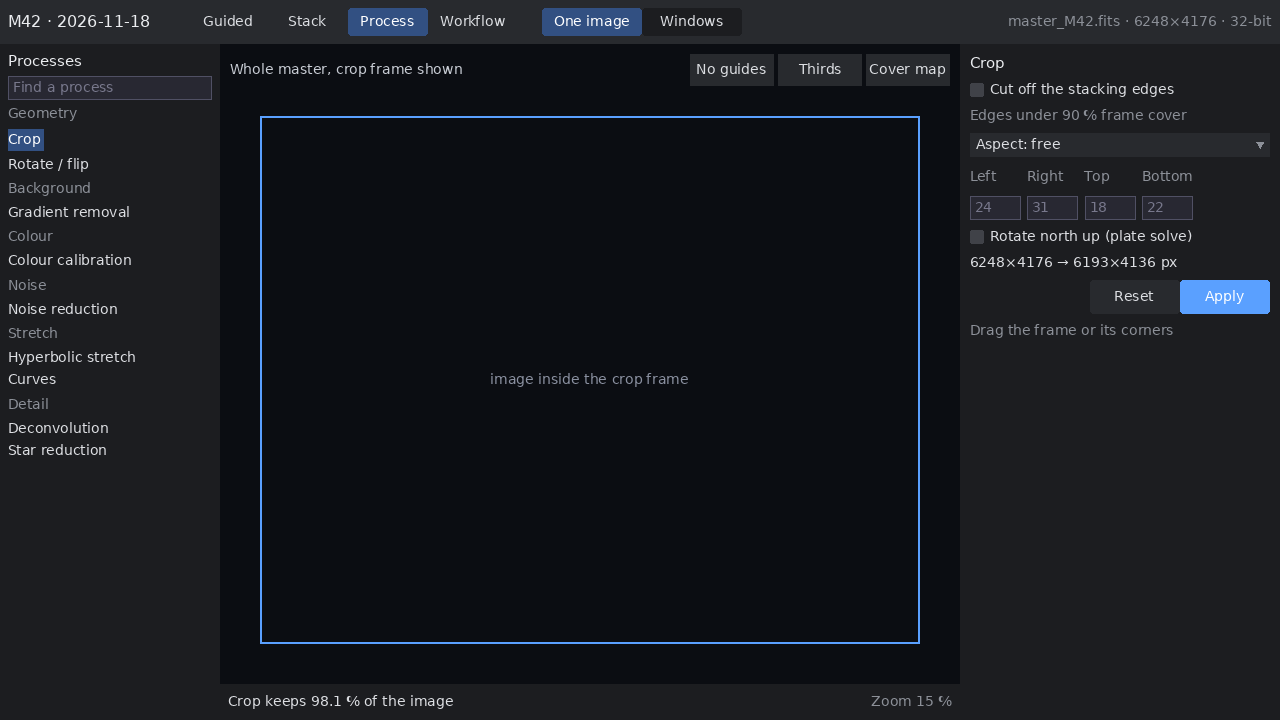 M42 · 2026-11-18 Guided Stack Process Workflow One image Windows master_M42.fits · 6248×4176 · 32-bit
Processes
Find a process
Geometry
Crop
Rotate / flip
Background
Gradient removal
Colour
Colour calibration
Noise
Noise reduction
Stretch
Hyperbolic stretch
Curves
Detail
Deconvolution
Star reduction
Whole master, crop frame shown No guides Thirds Cover map
image inside the crop frame
Crop keeps 98.1 ℅ of the image Zoom 15 ℅
Crop
Cut off the stacking edges
Edges under 90 ℅ frame cover
Aspect: free
Left Right Top Bottom
24 31 18 22
Rotate north up (plate solve)
6248×4176 → 6193×4136 px
Reset Apply
Drag the frame or its corners